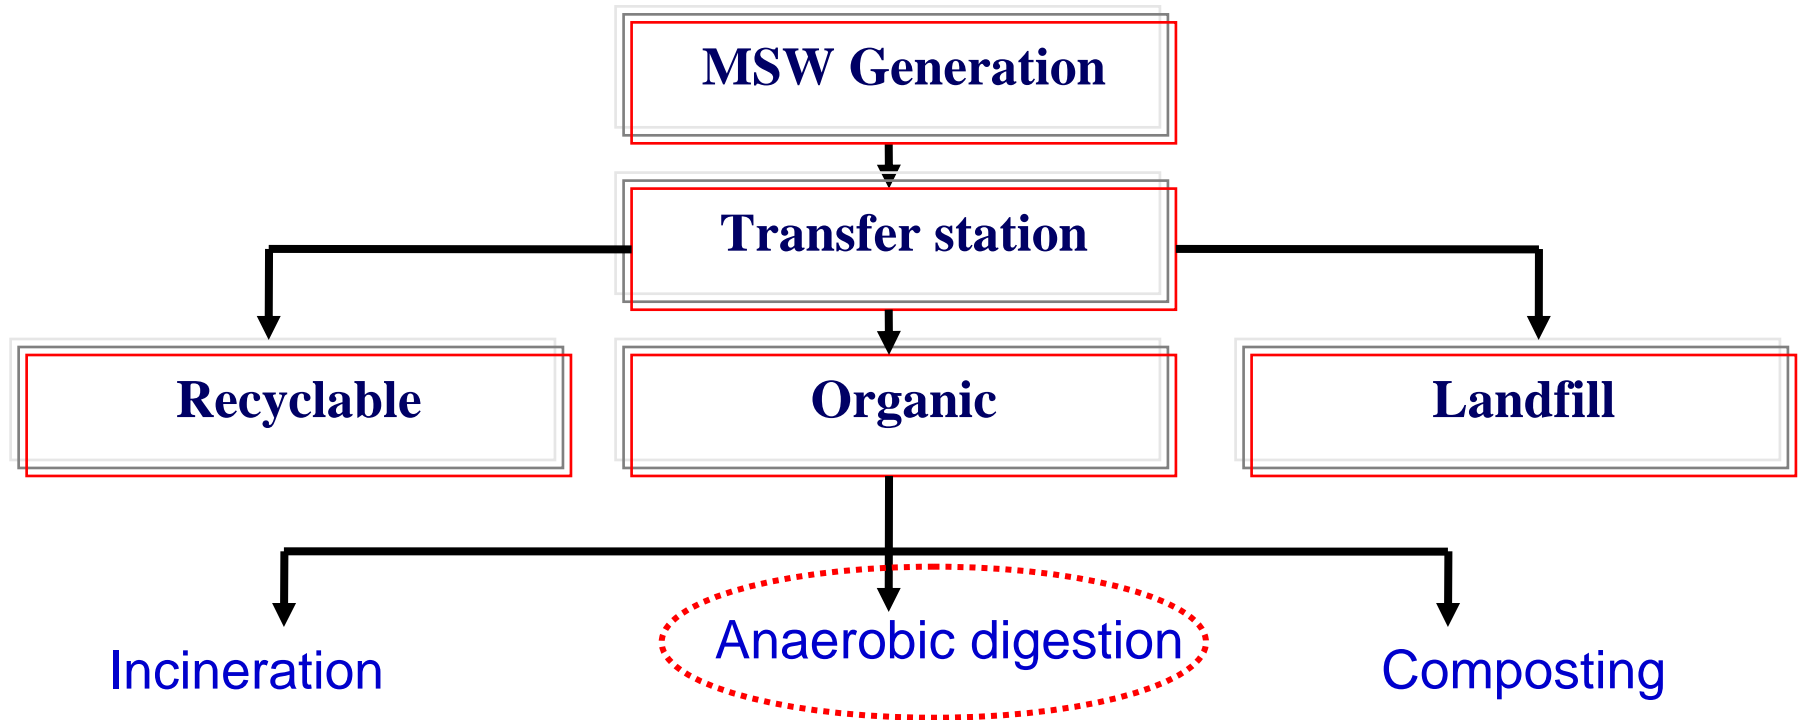 MSW Generation
Transfer station
Recyclable
Organic
Landfill
Incineration
Anaerobic digestion
Composting